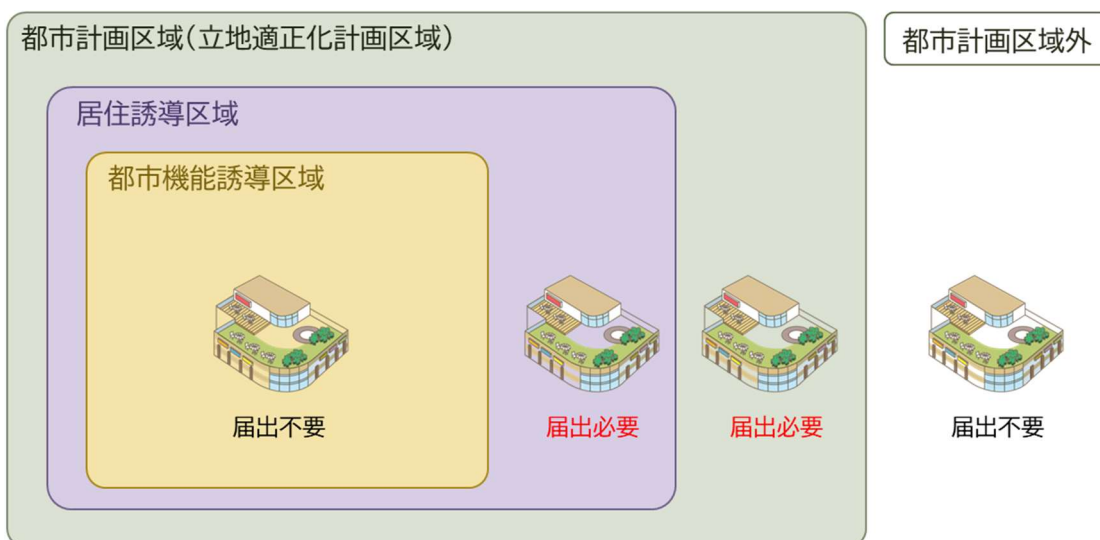 都市計画区域(立地適正化計画区域)
都市計画区域外
居住誘導区域
都市機能誘導区域
届出不要
届出必要
届出必要
届出不要